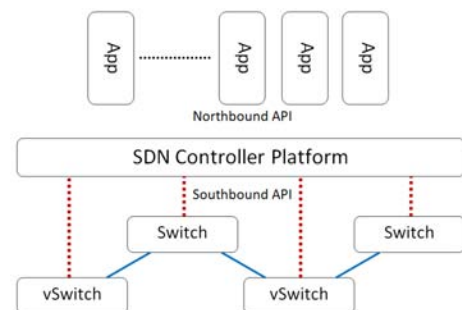 App
App
App
App
Northbound API
SDN Controller Platform
Southbound API
Switch
Switch
vSwitch
vSwitch